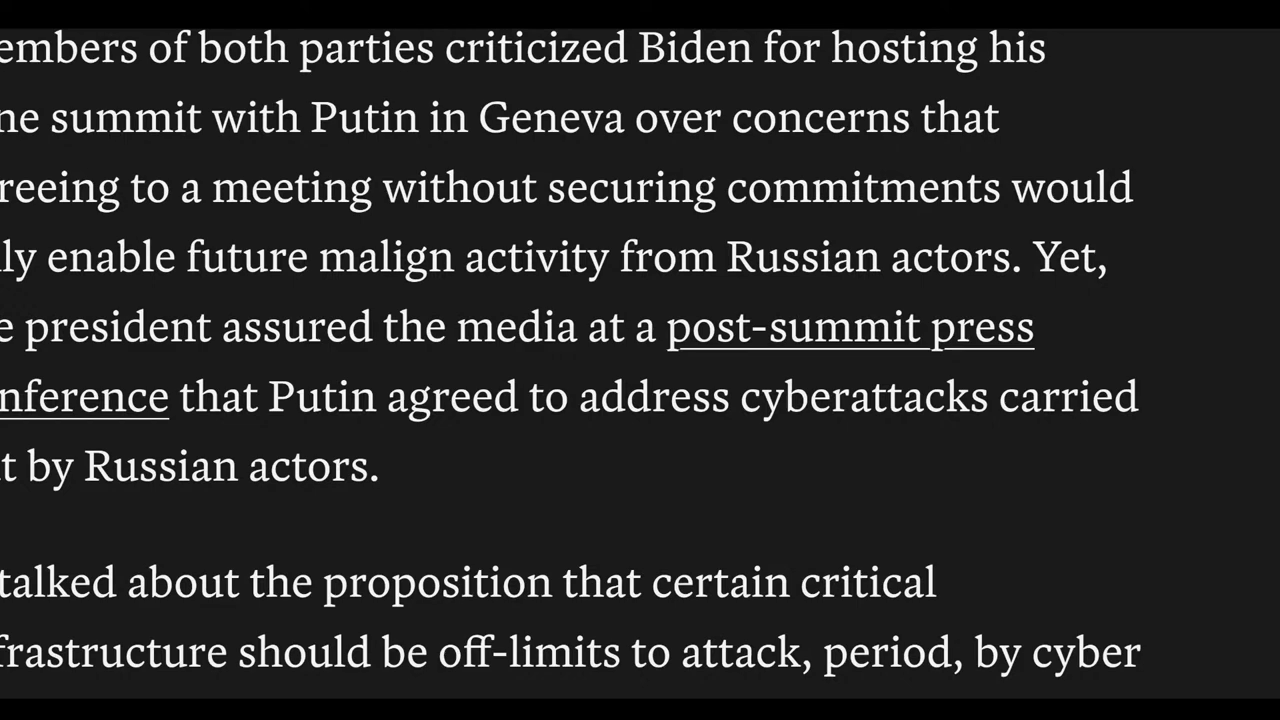 embers of both parties criticized Biden for hosting his
ne summit with Putin in Geneva over concerns that
reeing to a meeting without securing commitments would
ly enable future malign activity from Russian actors. Yet,
e president assured the media at a post-summit press
nference that Putin agreed to address cyberattacks carried
t by Russian actors.
talked about the proposition that certain critical
frastructure should be off-limits to attack, period, by cyber